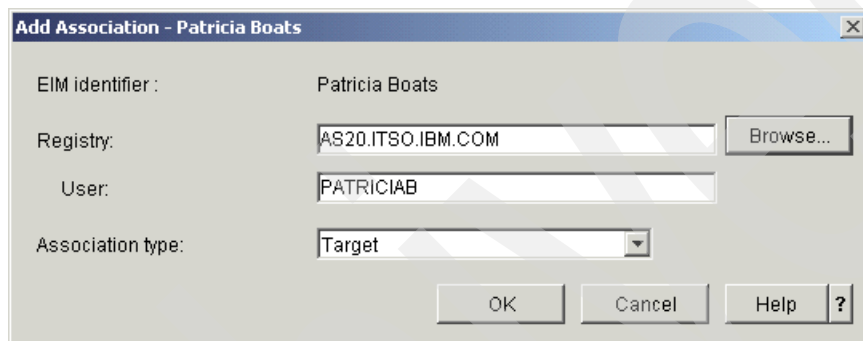 Add Association - Patricia Boats
EIM identifier : Patricia Boats
Registry: AS20.ITSO.IBM.COM Browse...
User: PATRICIAB
Association type: Target
OK Cancel Help ?